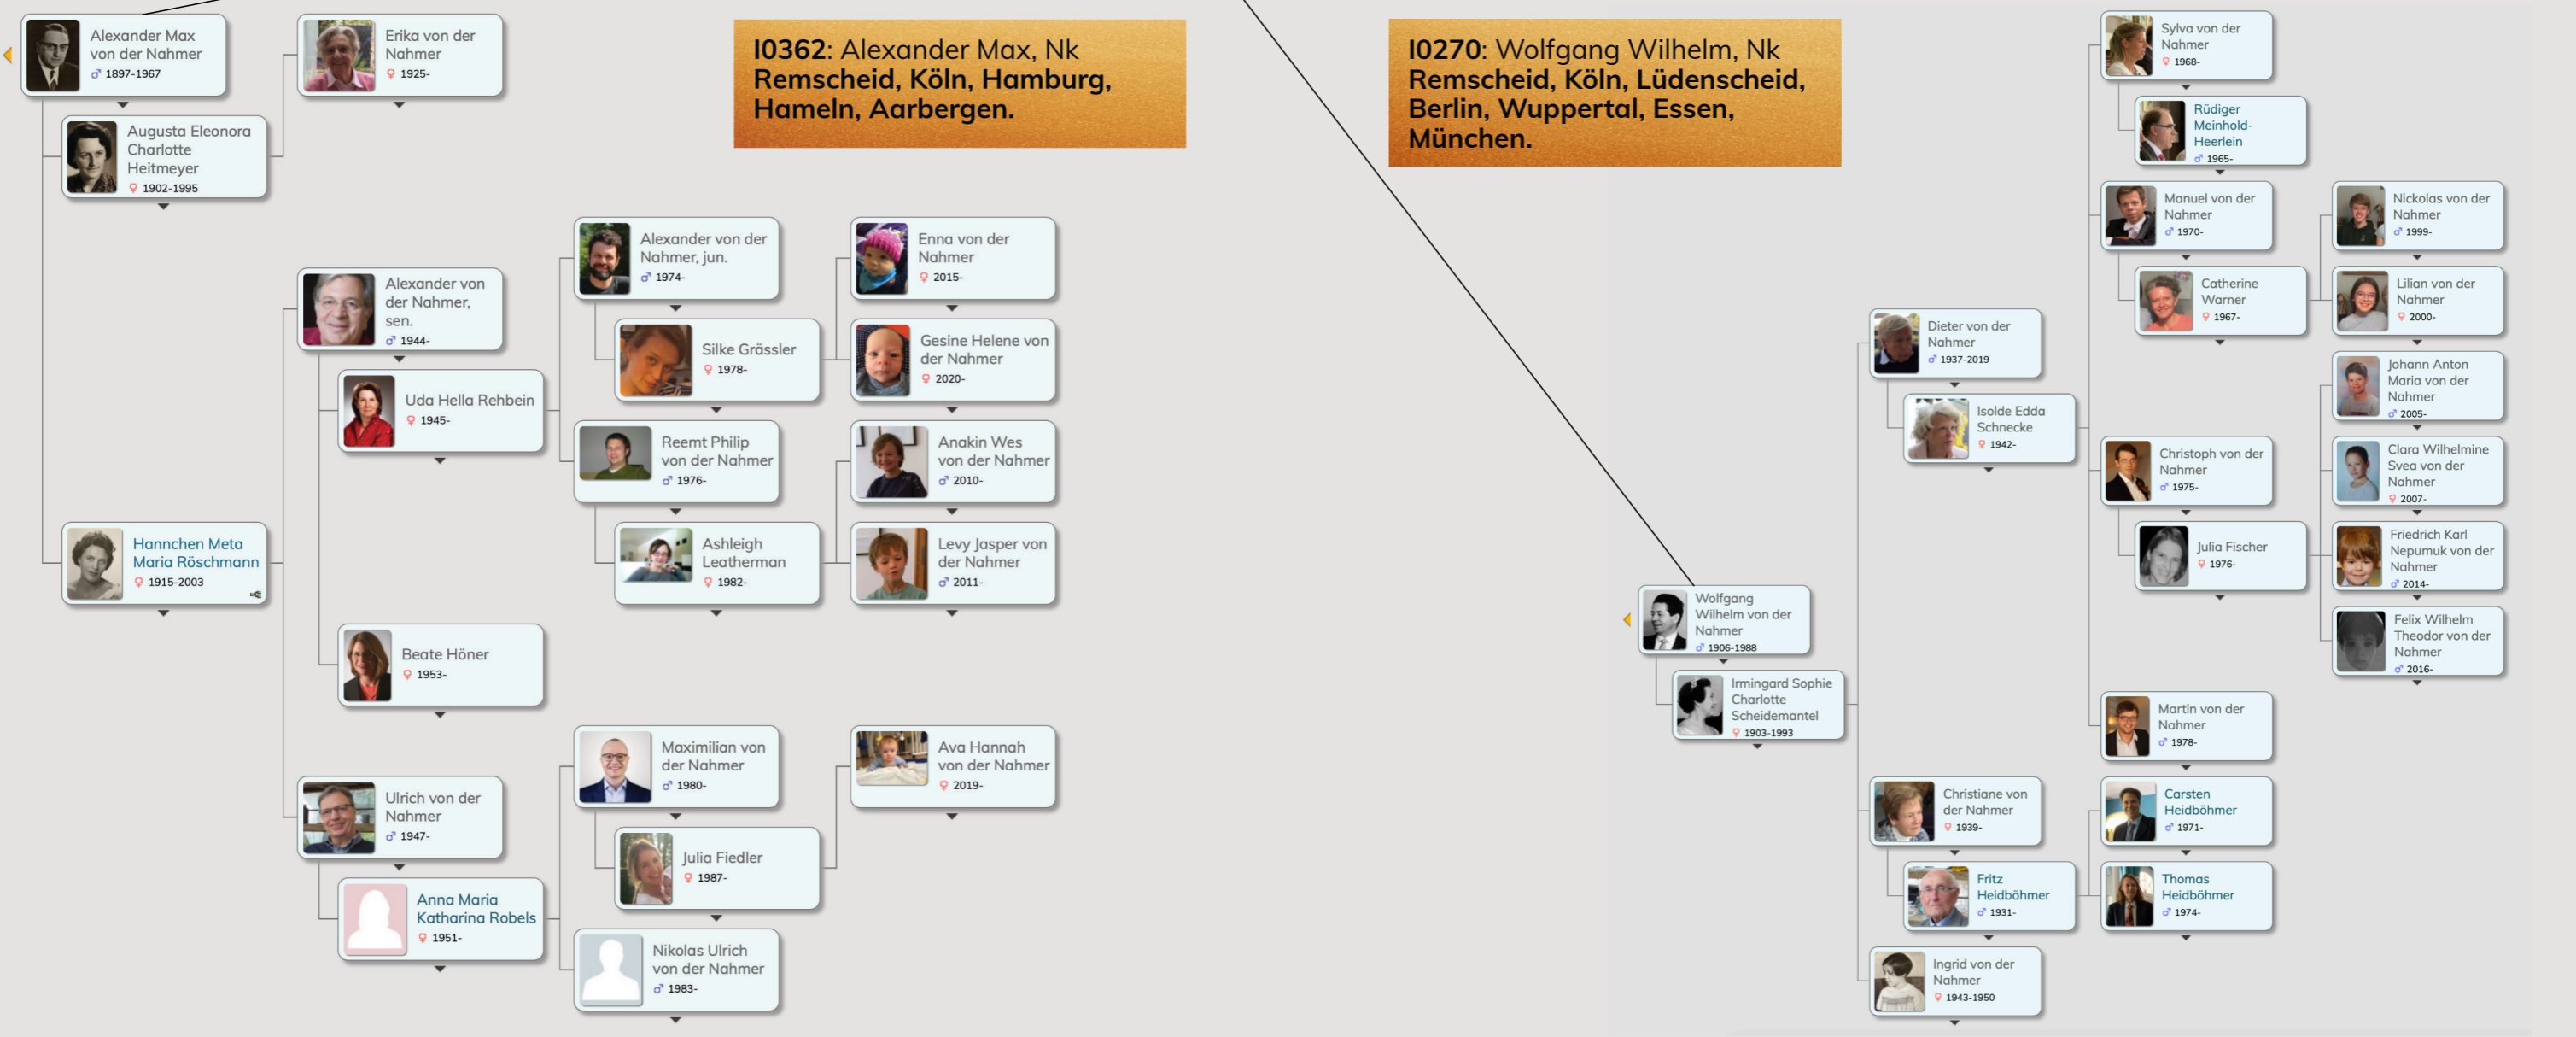 Alexander Max
von der Nahmer
♂ 1897-1967
Augusta Eleonora
Charlotte
Heitmeyer
♀ 1902-1995
Erika von der
Nahmer
♀ 1925-
Hannchen Meta
Maria Röschmann
♀ 1915-2003
Alexander von
der Nahmer,
sen.
♂ 1944-
Uda Hella Rehbein
♀ 1945-
Alexander von der
Nahmer, jun.
♂ 1974-
Silke Grässler
♀ 1978-
Enna von der
Nahmer
♀ 2015-
Gesine Helene von
der Nahmer
♀ 2020-
Reemt Philip
von der Nahmer
♂ 1976-
Ashleigh
Leatherman
♀ 1982-
Anakin Wes
von der Nahmer
♂ 2010-
Levy Jasper von
der Nahmer
♂ 2011-
Beate Höner
♀ 1953-
Ulrich von der
Nahmer
♂ 1947-
Anna Maria
Katharina Robels
♀ 1951-
Maximilian von
der Nahmer
♂ 1980-
Julia Fiedler
♀ 1987-
Ava Hannah
von der Nahmer
♀ 2019-
Nikolas Ulrich
von der Nahmer
♂ 1983-
I0362: Alexander Max, Nk
Remscheid, Köln, Hamburg,
Hameln, Aarbergen.
I0270: Wolfgang Wilhelm, Nk
Remscheid, Köln, Lüdenscheid,
Berlin, Wuppertal, Essen,
München.
Wolfgang
Wilhelm von der
Nahmer
♂ 1906-1988
Irmingard Sophie
Charlotte
Scheidemantel
♀ 1903-1993
Dieter von der
Nahmer
♂ 1937-2019
Isolde Edda
Schnecke
♀ 1942-
Sylva von der
Nahmer
♀ 1968-
Rüdiger
Meinhold-
Heerlein
♂ 1965-
Manuel von der
Nahmer
♂ 1970-
Catherine
Warner
♀ 1967-
Nickolas von der
Nahmer
♂ 1999-
Lilian von der
Nahmer
♀ 2000-
Christoph von der
Nahmer
♂ 1975-
Julia Fischer
♀ 1976-
Johann Anton
Maria von der
Nahmer
♂ 2005-
Clara Wilhelmine
Svea von der
Nahmer
♀ 2007-
Friedrich Karl
Nepumuk von der
Nahmer
♂ 2014-
Felix Wilhelm
Theodor von der
Nahmer
♂ 2016-
Martin von der
Nahmer
♂ 1978-
Christiane von
der Nahmer
♀ 1939-
Fritz
Heidböhmer
♂ 1931-
Carsten
Heidböhmer
♂ 1971-
Thomas
Heidböhmer
♂ 1974-
Ingrid von der
Nahmer
♀ 1943-1950